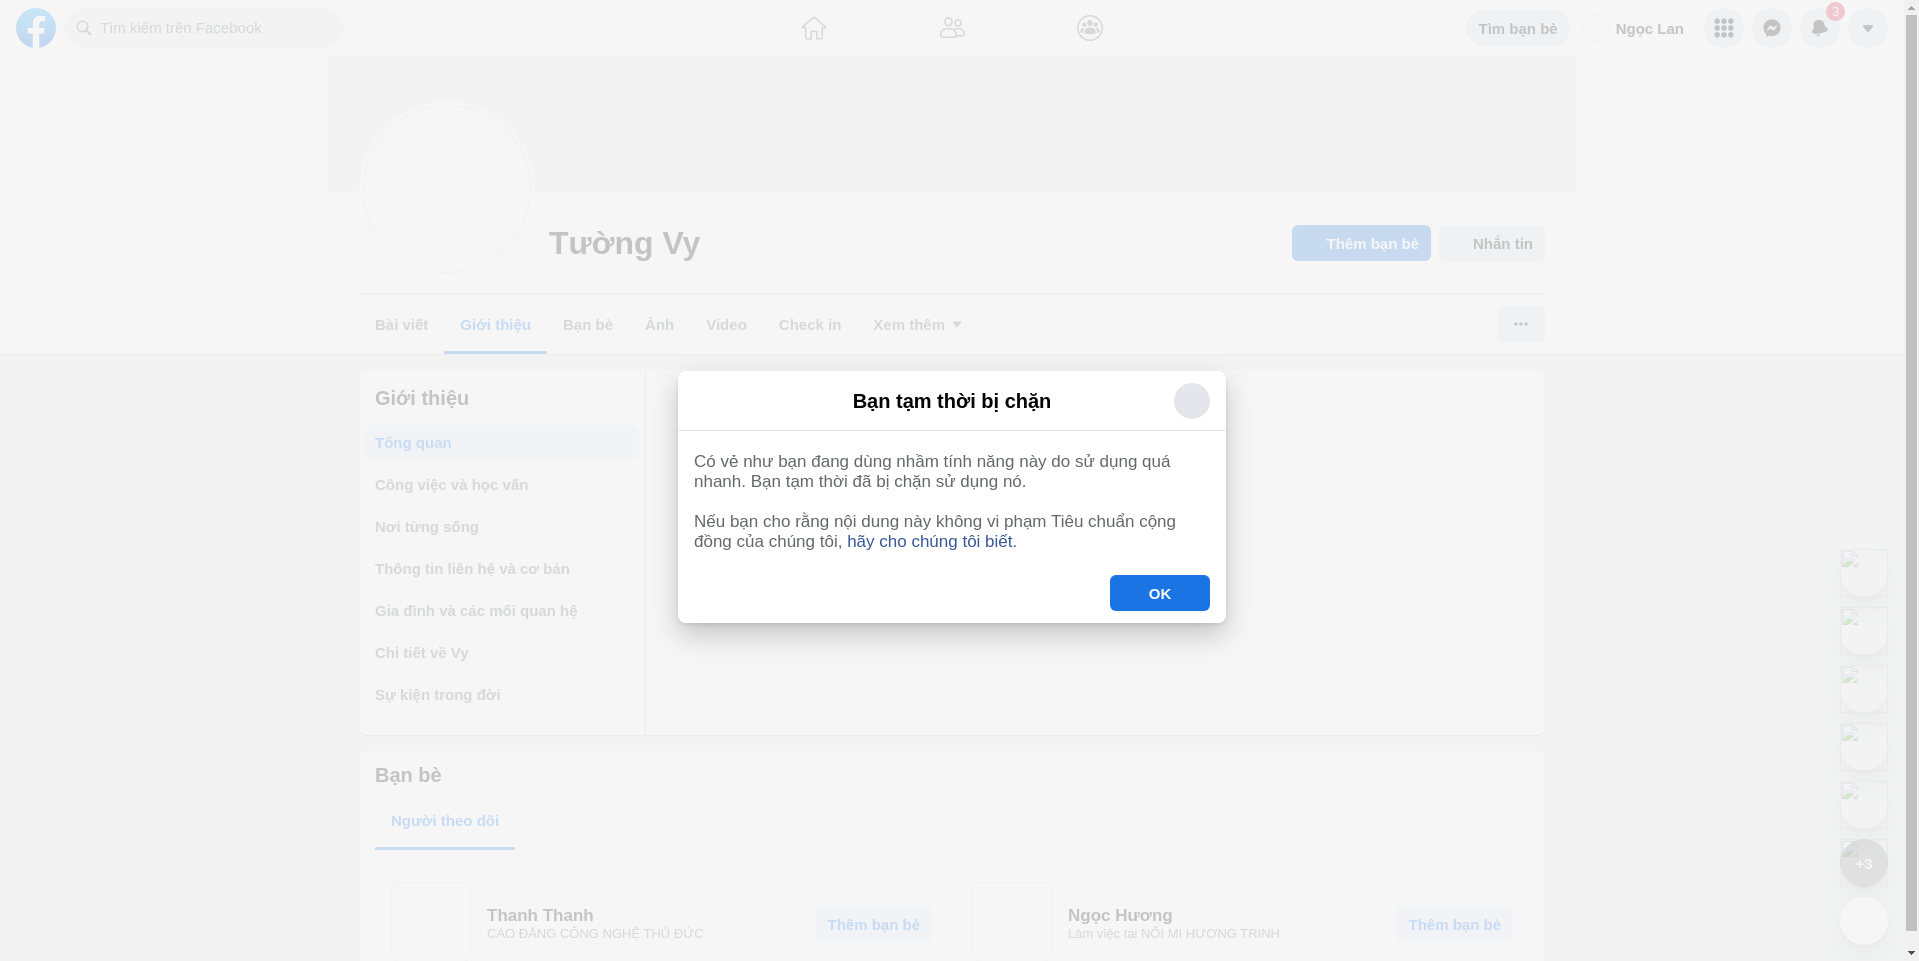 Tìm kiếm trên Facebook
Tìm bạn bè
Ngọc Lan
3
Tường Vy
Thêm bạn bè
Nhắn tin
Bài viết
Giới thiệu
Bạn bè
Ảnh
Video
Check in
Xem thêm
Giới thiệu
Tổng quan
Công việc và học vấn
Nơi từng sống
Thông tin liên hệ và cơ bản
Gia đình và các mối quan hệ
Chi tiết về Vy
Sự kiện trong đời
Bạn tạm thời bị chặn
Có vẻ như bạn đang dùng nhầm tính năng này do sử dụng quá
nhanh. Bạn tạm thời đã bị chặn sử dụng nó.
Nếu bạn cho rằng nội dung này không vi phạm Tiêu chuẩn cộng
đồng của chúng tôi, hãy cho chúng tôi biết.
OK
Bạn bè
Người theo dõi
Thanh Thanh
CAO ĐẲNG CÔNG NGHỆ THỦ ĐỨC
Thêm bạn bè
Ngọc Hương
Làm việc tại NỐI MI HƯƠNG TRINH
Thêm bạn bè
+3